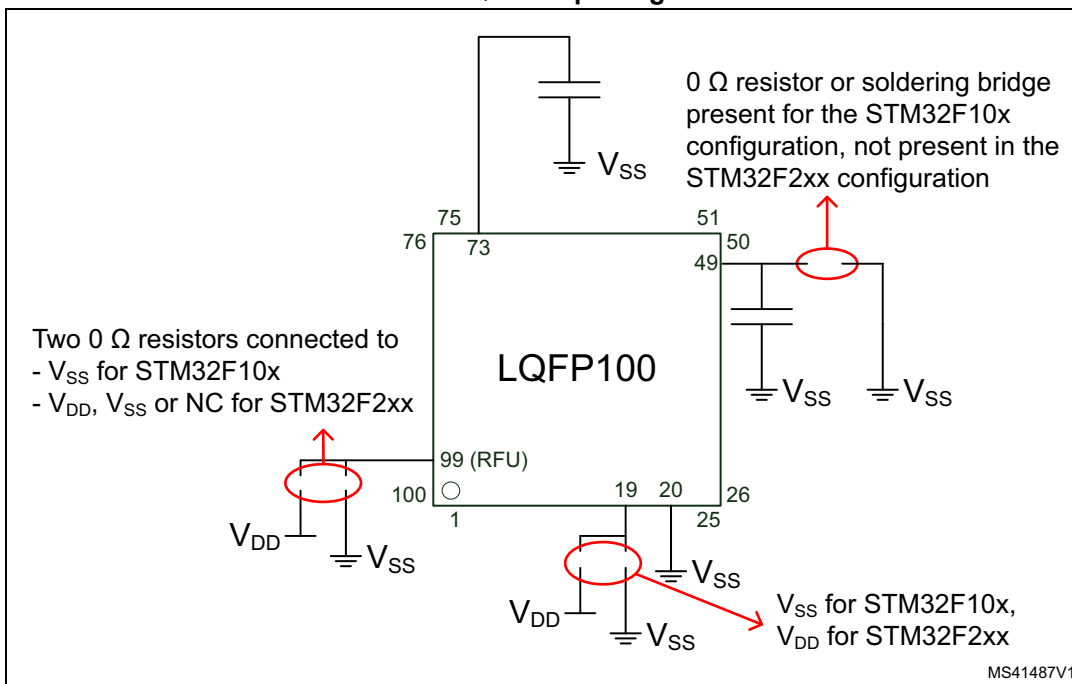 0 Ω resistor or soldering bridge
present for the STM32F10x
configuration, not present in the
STM32F2xx configuration
VSS
75
51
76
73
50
49
Two 0 Ω resistors connected to
- VSS for STM32F10x
- VDD, VSS or NC for STM32F2xx
LQFP100
VSS
VSS
99 (RFU)
100
19
20
26
1
25
VDD
VSS
VSS
VDD
VSS
VSS for STM32F10x,
VDD for STM32F2xx
MS41487V1